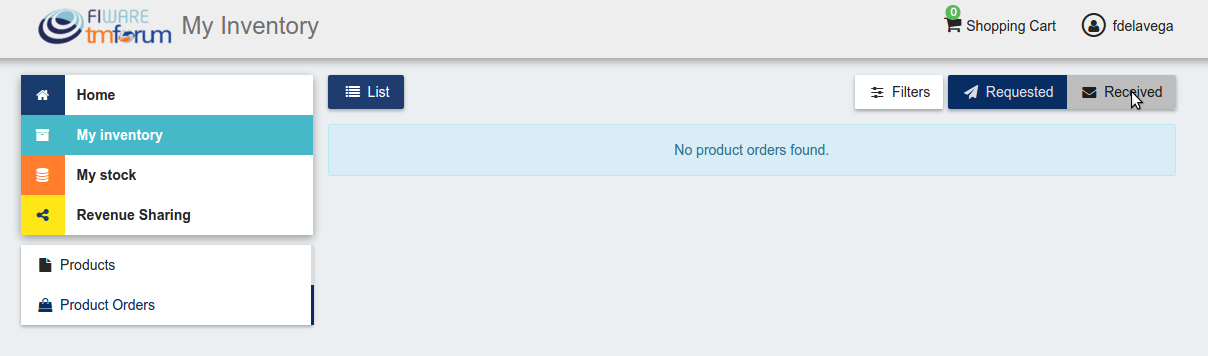 FIWARE
tmforum
My Inventory
0
Shopping Cart
fdelavega
Home
My inventory
My stock
Revenue Sharing
Products
Product Orders
List
Filters
Requested
Received
No product orders found.